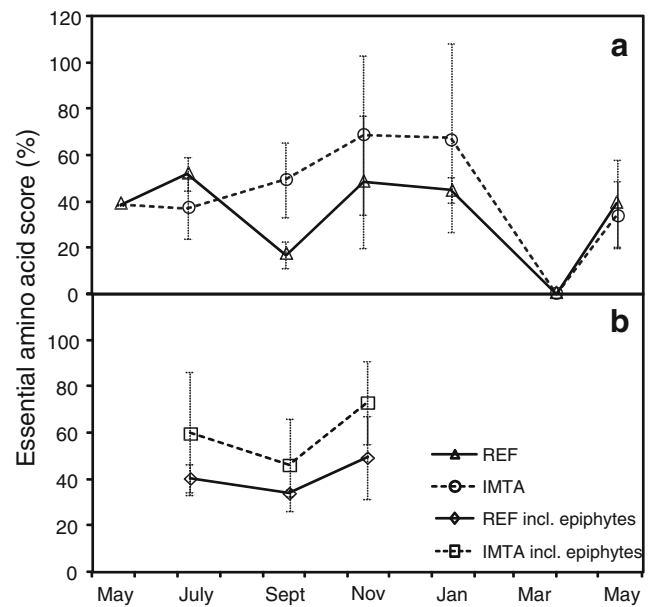 Essential amino acid score (%)
120
100
80
60
40
20
0
a
100
80
60
40
20
0
b
REF
IMTA
REF incl. epiphytes
IMTA incl. epiphytes
May July Sept Nov Jan Mar May